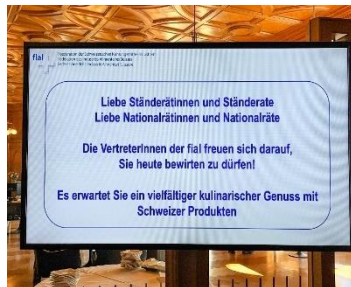 fial
Liebe Ständerätinnen und Ständeräte
Liebe Nationalrätinnen und Nationalräte
Die VertreterInnen der fial freuen sich darauf,
Sie heute bewirten zu dürfen!
Es erwartet Sie ein vielfältiger kulinarischer Genuss mit
Schweizer Produkten